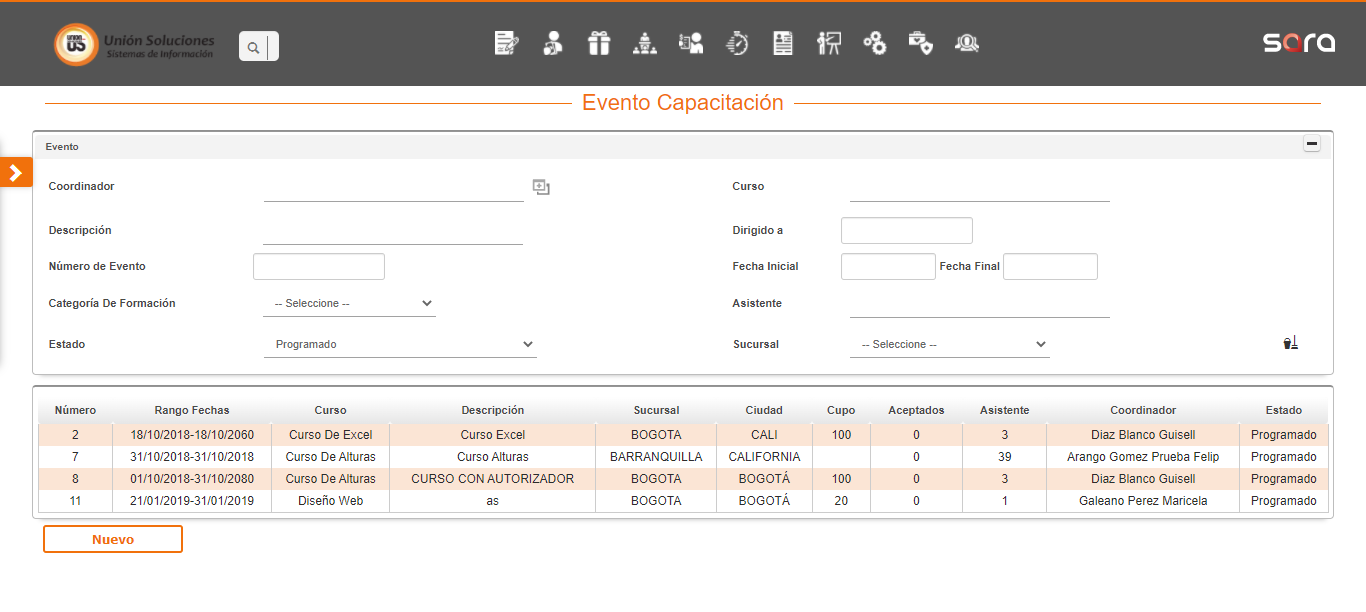 UNION
US
Unión Soluciones
Sistemas de Información
sara
Evento Capacitación
Evento
Coordinador
Curso
Descripción
Dirigido a
Número de Evento
Fecha Inicial Fecha Final
Categoría De Formación -- Seleccione --
Asistente
Estado Programado
Sucursal -- Seleccione --
Número Rango Fechas Curso Descripción Sucursal Ciudad Cupo Aceptados Asistente Coordinador Estado
2 18/10/2018-18/10/2060 Curso De Excel Curso Excel BOGOTA CALI 100 0 3 Diaz Blanco Guisell Programado
7 31/10/2018-31/10/2018 Curso De Alturas Curso Alturas BARRANQUILLA CALIFORNIA 0 39 Arango Gomez Prueba Felip Programado
8 01/10/2018-31/10/2080 Curso De Alturas CURSO CON AUTORIZADOR BOGOTA BOGOTÁ 100 0 3 Diaz Blanco Guisell Programado
11 21/01/2019-31/01/2019 Diseño Web as BOGOTA BOGOTÁ 20 0 1 Galeano Perez Maricela Programado
Nuevo